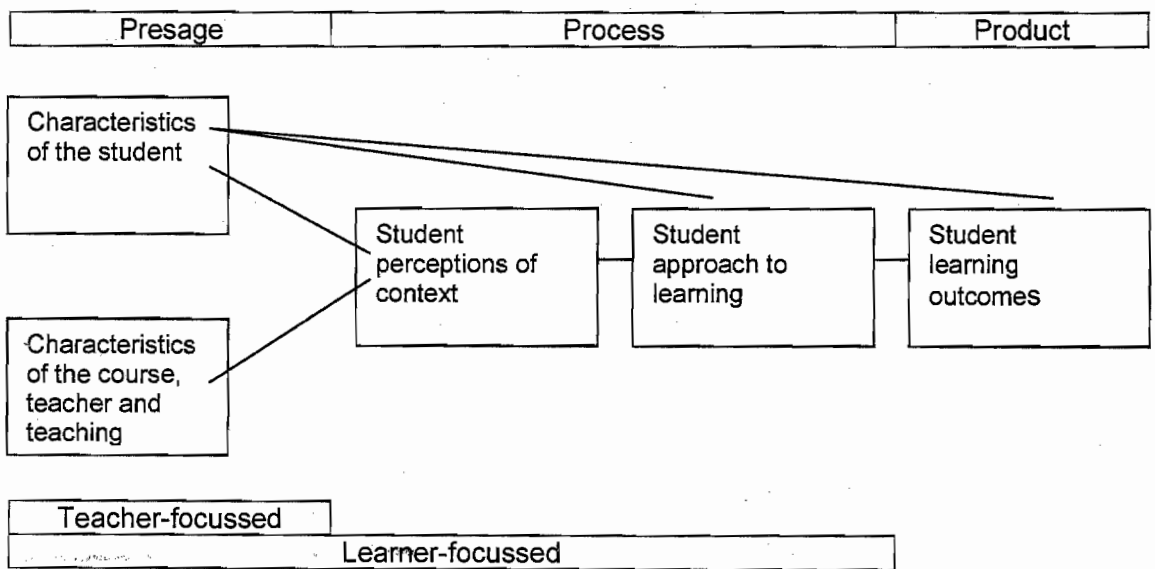 Presage Process Product
Characteristics
of the student
Student
perceptions of
context
Student
approach to
learning
Student
learning
outcomes
Characteristics
of the course,
teacher and
teaching
Teacher-focussed
Learner-focussed